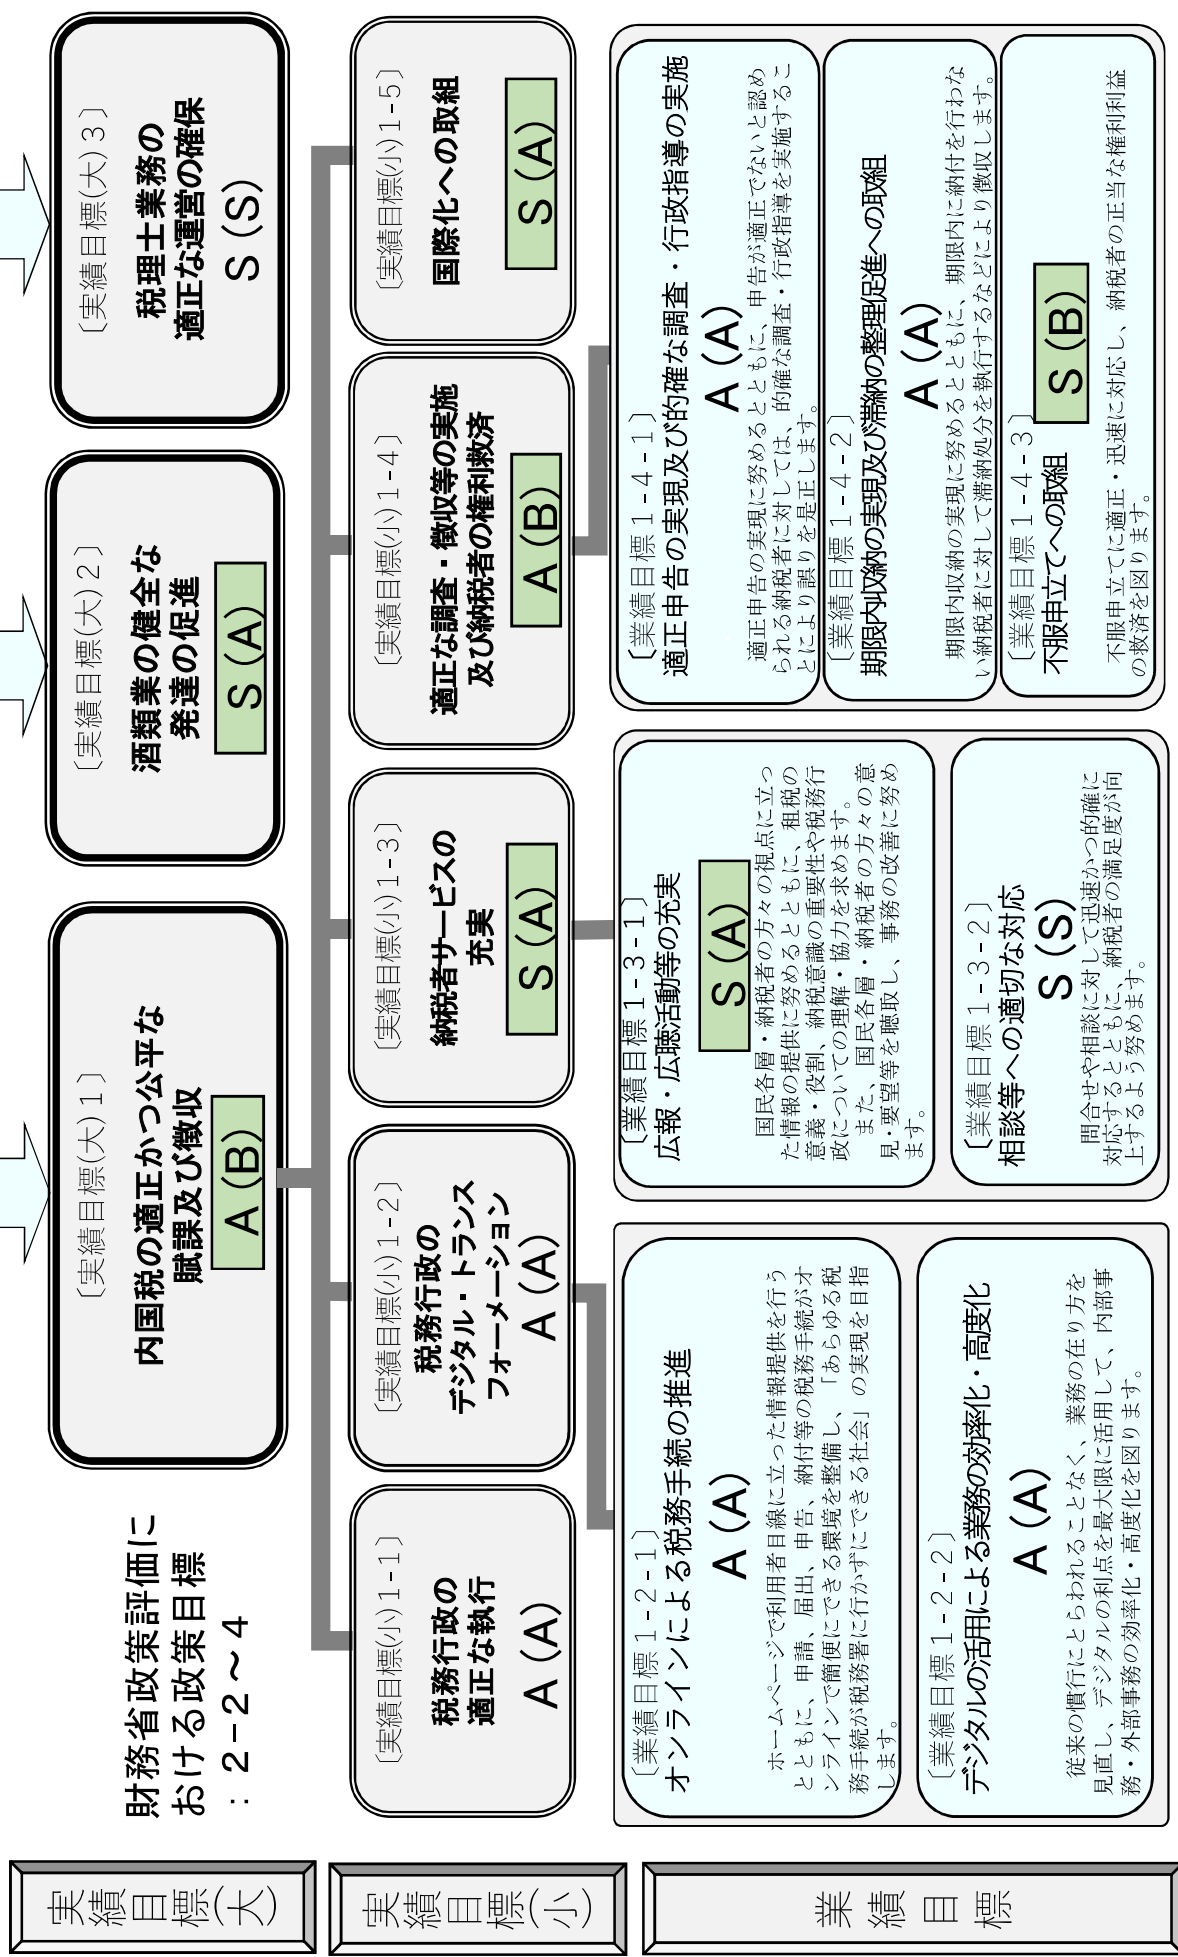 実績目標(大)
財務省政策評価に
おける政策目標
：２－２～４
〔実績目標(大)１〕
内国税の適正かつ公平な
賦課及び徴収
Ａ（Ｂ）
〔実績目標(大)２〕
酒類業の健全な
発達の促進
Ｓ（Ａ）
〔実績目標(大)３〕
税理士業務の
適正な運営の確保
Ｓ（Ｓ）
実績目標(小)
〔実績目標(小)１-１〕
税務行政の
適正な執行
Ａ（Ａ）
〔実績目標(小)１-２〕
税務行政の
デジタル・トランス
フォーメーション
Ａ（Ａ）
〔実績目標(小)１-３〕
納税者サービスの
充実
Ｓ（Ａ）
〔実績目標(小)１-４〕
適正な調査・徴収等の実施
及び納税者の権利救済
Ａ（Ｂ）
〔実績目標(小)１-５〕
国際化への取組
Ｓ（Ａ）
業績目標
〔業績目標１-２-１〕
オンラインによる税務手続の推進
Ａ（Ａ）
ホームページで利用者目線に立った情報提供を行う
とともに、申請、届出、申告、納付等の税務手続がオ
ンラインで簡便にできる環境を整備し、「あらゆる税
務手続が税務署に行かずにできる社会」の実現を目指
します。
〔業績目標１-２-２〕
デジタルの活用による業務の効率化・高度化
Ａ（Ａ）
従来の慣行にとらわれることなく、業務の在り方を
見直し、デジタルの利点を最大限に活用して、内部事
務・外部事務の効率化・高度化を図ります。
〔業績目標１-３-１〕
広報・広聴活動等の充実
Ｓ（Ａ）
国民各層・納税者の方々の視点に立っ
た情報の提供に努めるとともに、租税の
意義・役割、納税意識の重要性や税務行
政についての理解・協力を求めます。
また、国民各層・納税者の方々の意
見・要望等を聴取し、事務の改善に努め
ます。
〔業績目標１-３-２〕
相談等への適切な対応
Ｓ（Ｓ）
問合せや相談に対して迅速かつ的確に
対応するとともに、納税者の満足度が向
上するよう努めます。
〔業績目標１-４-１〕
適正申告の実現及び的確な調査・行政指導の実施
Ａ（Ａ）
適正申告の実現に努めるとともに、申告が適正でないと認め
られる納税者に対しては、的確な調査・行政指導を実施するこ
とにより誤りを是正します。
〔業績目標１-４-２〕
期限内収納の実現及び滞納の整理促進への取組
Ａ（Ａ）
期限内収納の実現に努めるとともに、期限内に納付を行わな
い納税者に対して滞納処分を執行するなどにより徴収します。
〔業績目標１-４-３〕
不服申立てへの取組
Ｓ（Ｂ）
不服申立てに適正・迅速に対応し、納税者の正当な権利利益
の救済を図ります。